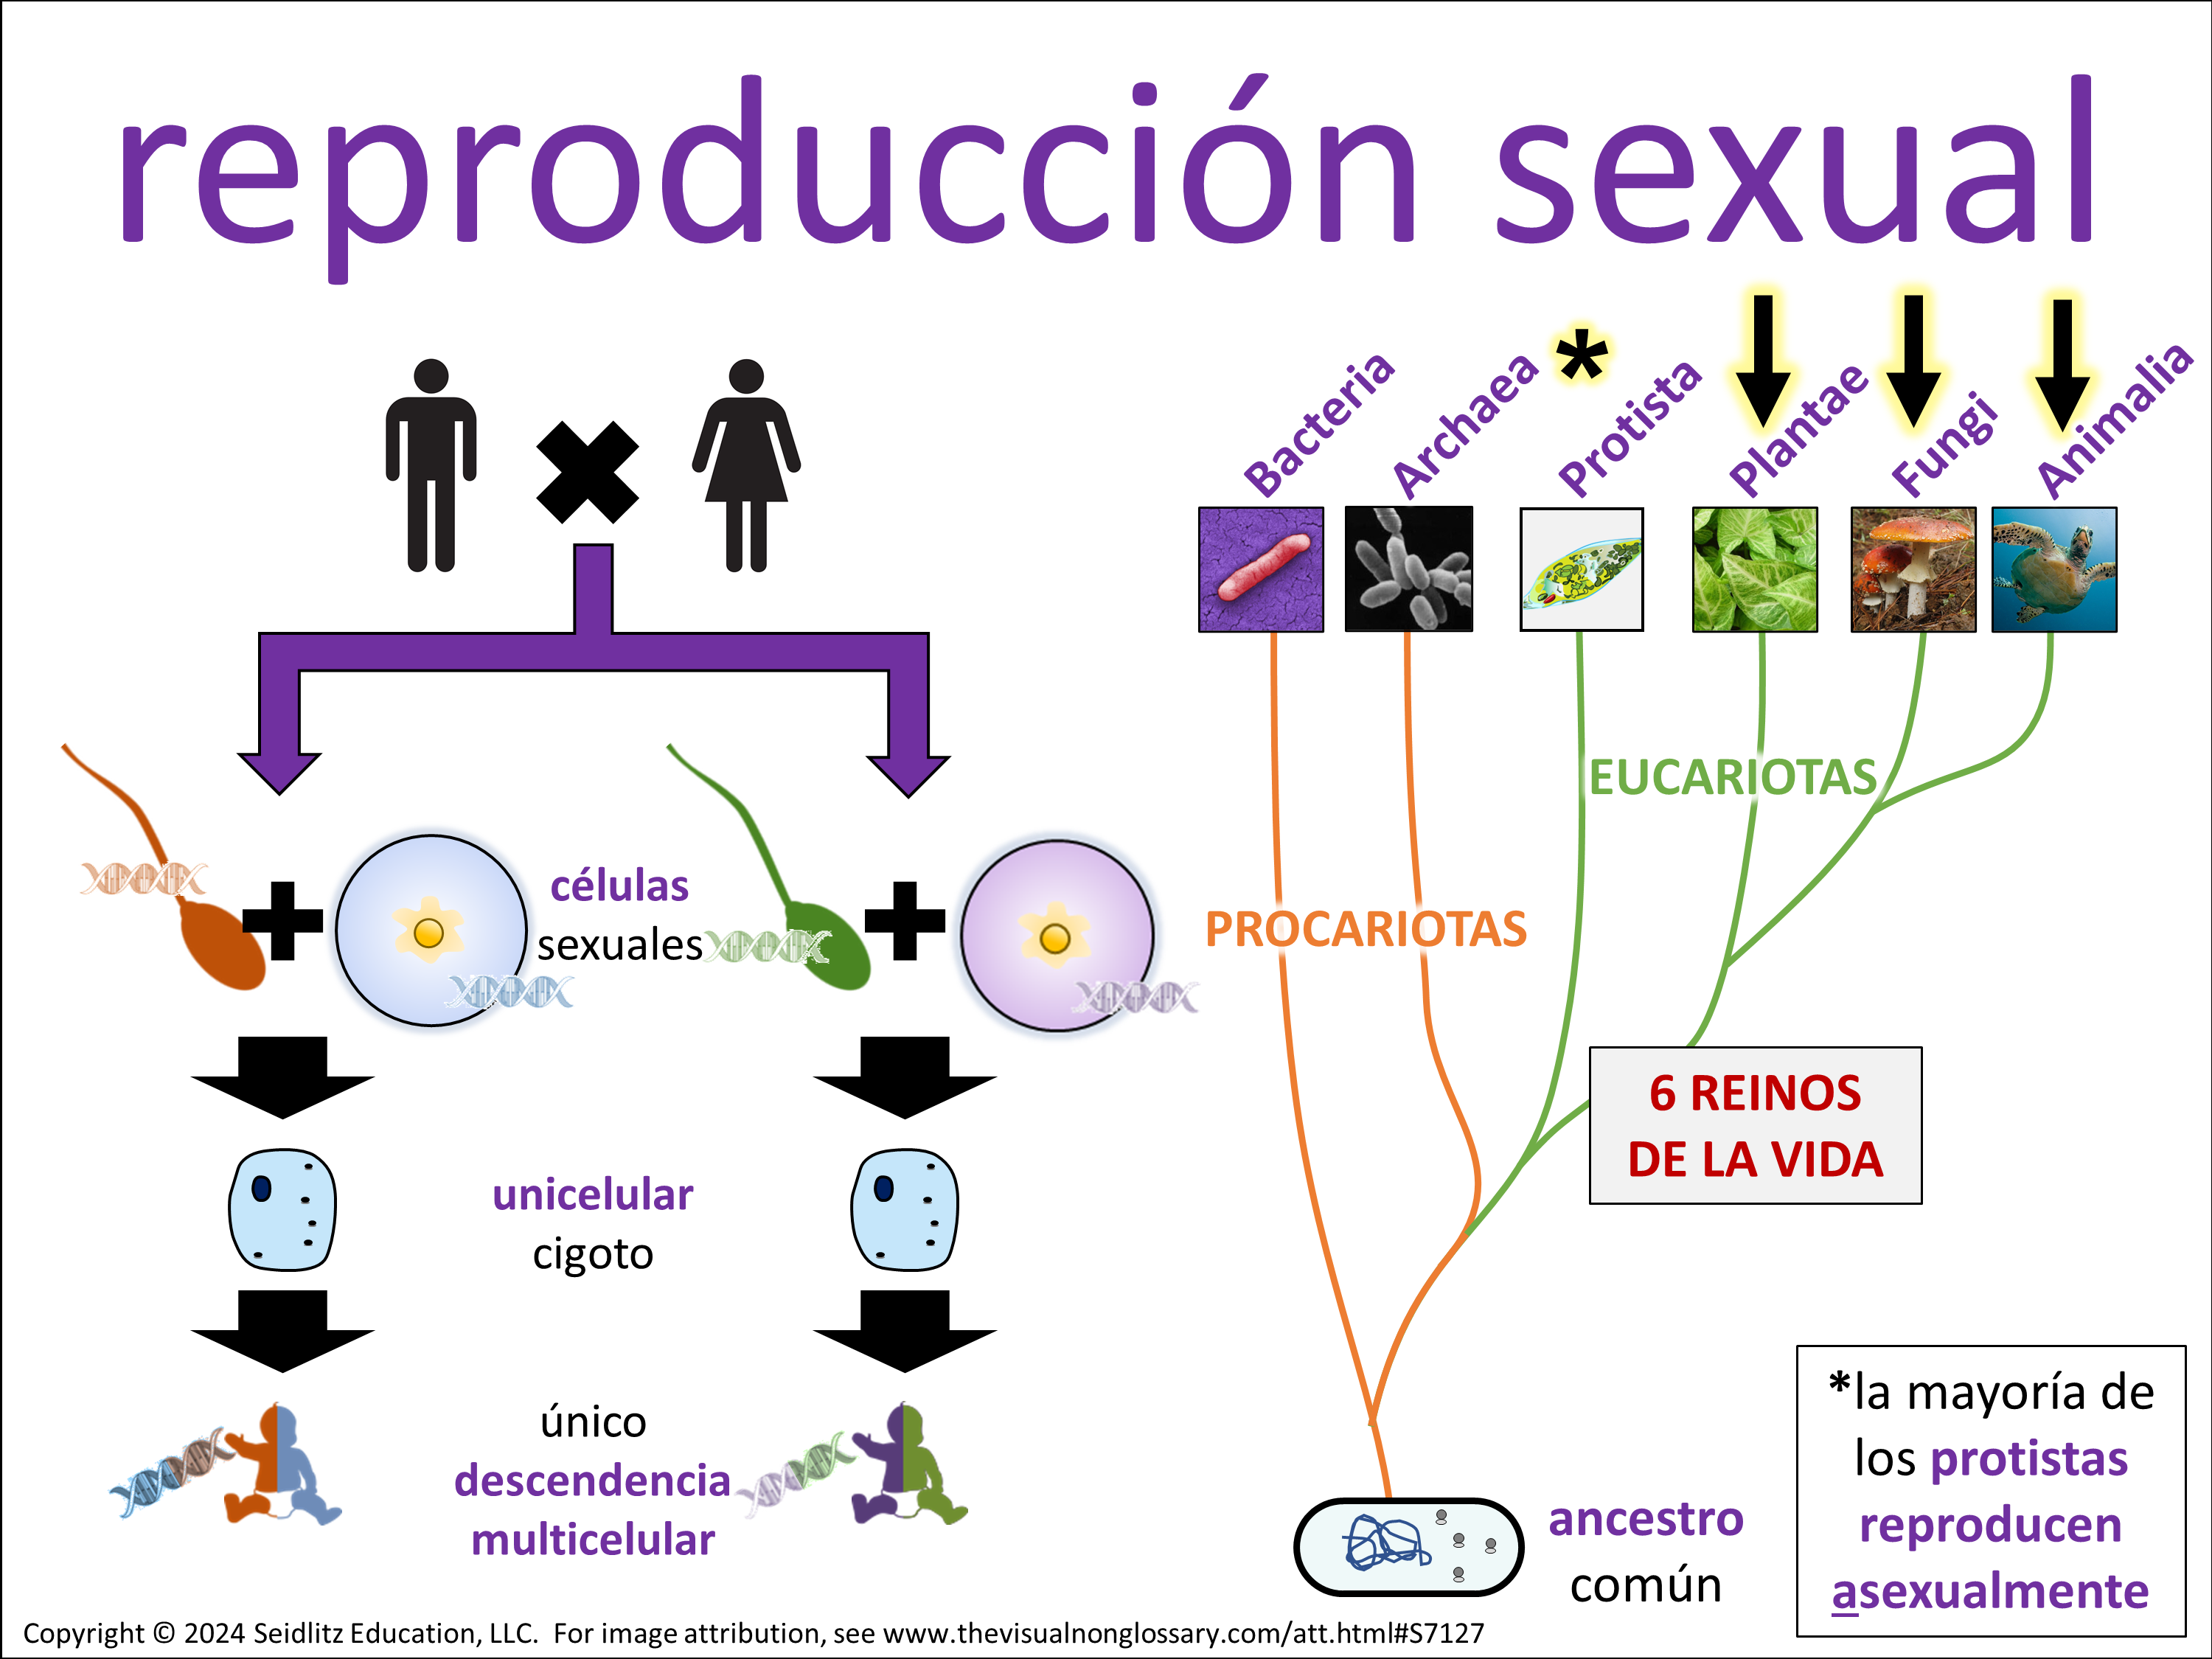 reproducción sexual
células
sexuales
unicelular
cigoto
único
descendencia
multicelular
Bacteria
Archaea
*
Protista
Plantae
Fungi
Animalia
EUCARIOTAS
PROCARIOTAS
6 REINOS
DE LA VIDA
ancestro
común
*la mayoría de
los protistas
reproducen
asexualmente
Copyright © 2024 Seidlitz Education, LLC.  For image attribution, see www.thevisualnonglossary.com/att.html#S7127